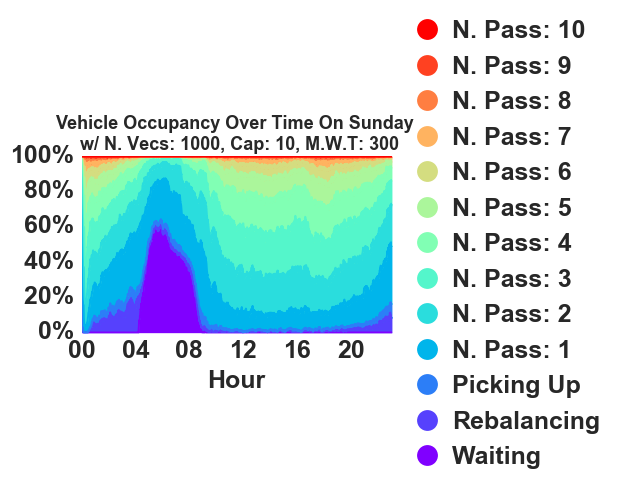 Vehicle Occupancy Over Time On Sunday
w/ N. Vecs: 1000, Cap: 10, M.W.T: 300
100%
80%
60%
40%
20%
0%
00 04 08 12 16 20
Hour
N. Pass: 10
N. Pass: 9
N. Pass: 8
N. Pass: 7
N. Pass: 6
N. Pass: 5
N. Pass: 4
N. Pass: 3
N. Pass: 2
N. Pass: 1
Picking Up
Rebalancing
Waiting